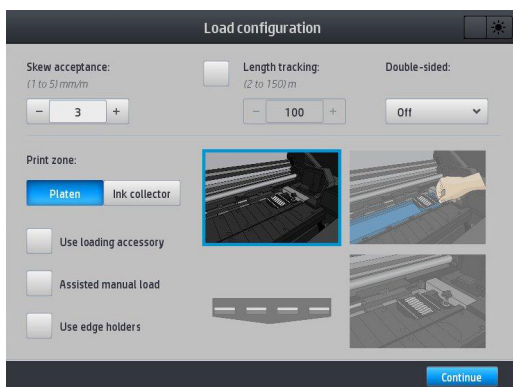 Load configuration
Skew acceptance:
(1 to 5) mm/m
− 3 +
Length tracking:
(2 to 150) m
− 100 +
Double-sided:
Off
Print zone:
Platen
Ink collector
Use loading accessory
Assisted manual load
Use edge holders
Continue